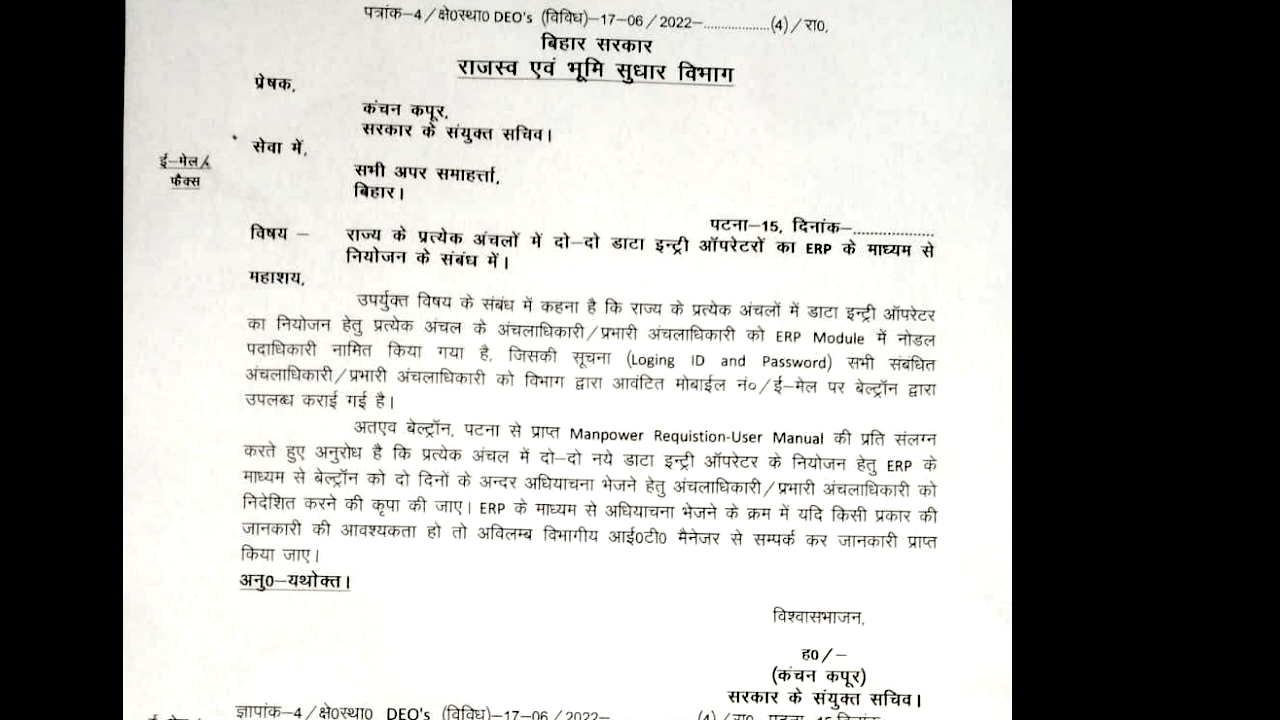 पत्रांक–4/क्षे0स्था0 DEO's (विविध)–17–06/2022–..................(4)/रा0,
बिहार सरकार
राजस्व एवं भूमि सुधार विभाग
प्रेषक,
कंचन कपूर,
सरकार के संयुक्त सचिव।
सेवा में,
ई–मेल/
फैक्स
सभी अपर समाहर्त्ता,
बिहार।
पटना–15, दिनांक–..................
विषय – राज्य के प्रत्येक अंचलों में दो–दो डाटा इन्ट्री ऑपरेटरों का ERP के माध्यम से
नियोजन के संबंध में।
महाशय,
उपर्युक्त विषय के संबंध में कहना है कि राज्य के प्रत्येक अंचलों में डाटा इन्ट्री ऑपरेटर
का नियोजन हेतु प्रत्येक अंचल के अंचलाधिकारी/प्रभारी अंचलाधिकारी को ERP Module में नोडल
पदाधिकारी नामित किया गया है, जिसकी सूचना (Loging ID and Password) सभी संबंधित
अंचलाधिकारी/प्रभारी अंचलाधिकारी को विभाग द्वारा आवंटित मोबाईल नं०/ई–मेल पर बेल्ट्रॉन द्वारा
उपलब्ध कराई गई है।
अतएव बेल्ट्रॉन, पटना से प्राप्त Manpower Requistion-User Manual की प्रति संलग्न
करते हुए अनुरोध है कि प्रत्येक अंचल में दो–दो नये डाटा इन्ट्री ऑपरेटर के नियोजन हेतु ERP के
माध्यम से बेल्ट्रॉन को दो दिनों के अन्दर अधियाचना भेजने हेतु अंचलाधिकारी/प्रभारी अंचलाधिकारी को
निदेशित करने की कृपा की जाए। ERP के माध्यम से अधियाचना भेजने के क्रम में यदि किसी प्रकार की
जानकारी की आवश्यकता हो तो अविलम्ब विभागीय आई0टी0 मैनेजर से सम्पर्क कर जानकारी प्राप्त
किया जाए।
अनु0–यथोक्त।
विश्वासभाजन,
ह0/–
(कंचन कपूर)
सरकार के संयुक्त सचिव।
ज्ञापांक–4/क्षे0स्था0 DEO's (विविध)–17–06/2022– (4)/रा0, पटना–15,दिनांक–